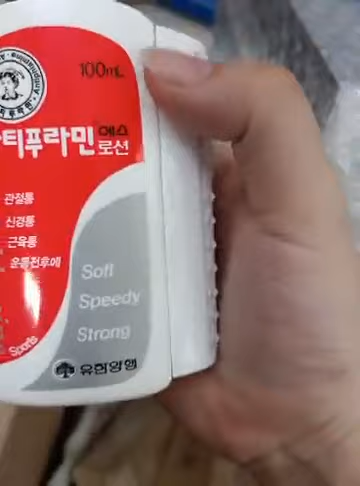 100mL
티푸라민 에스
로션
관절통
신경통
근육통
운동전후에
Soft
Speedy
Strong
Sports
유한양행